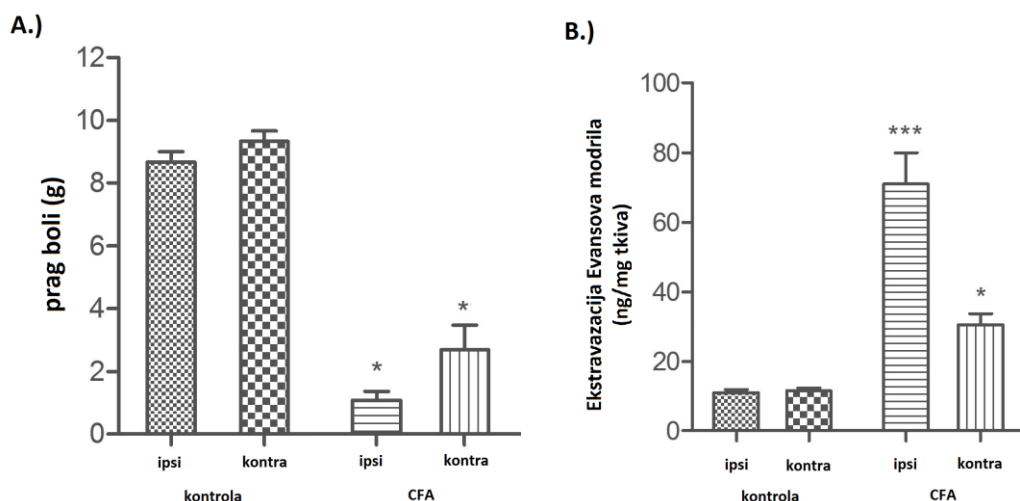 A.)
prag boli (g)
12
10
8
6
4
2
0
*
*
ipsi kontra ipsi kontra
kontrola CFA
B.)
Ekstravazacija Evansova modrila
(ng/mg tkiva)
100
80
60
40
20
0
***
*
ipsi kontra ipsi kontra
kontrola CFA